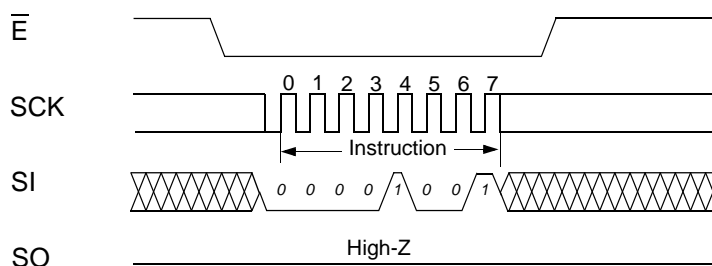 E
SCK
0 1 2 3 4 5 6 7
Instruction
SI
0 0 0 0 1 0 0 1
High-Z
SO